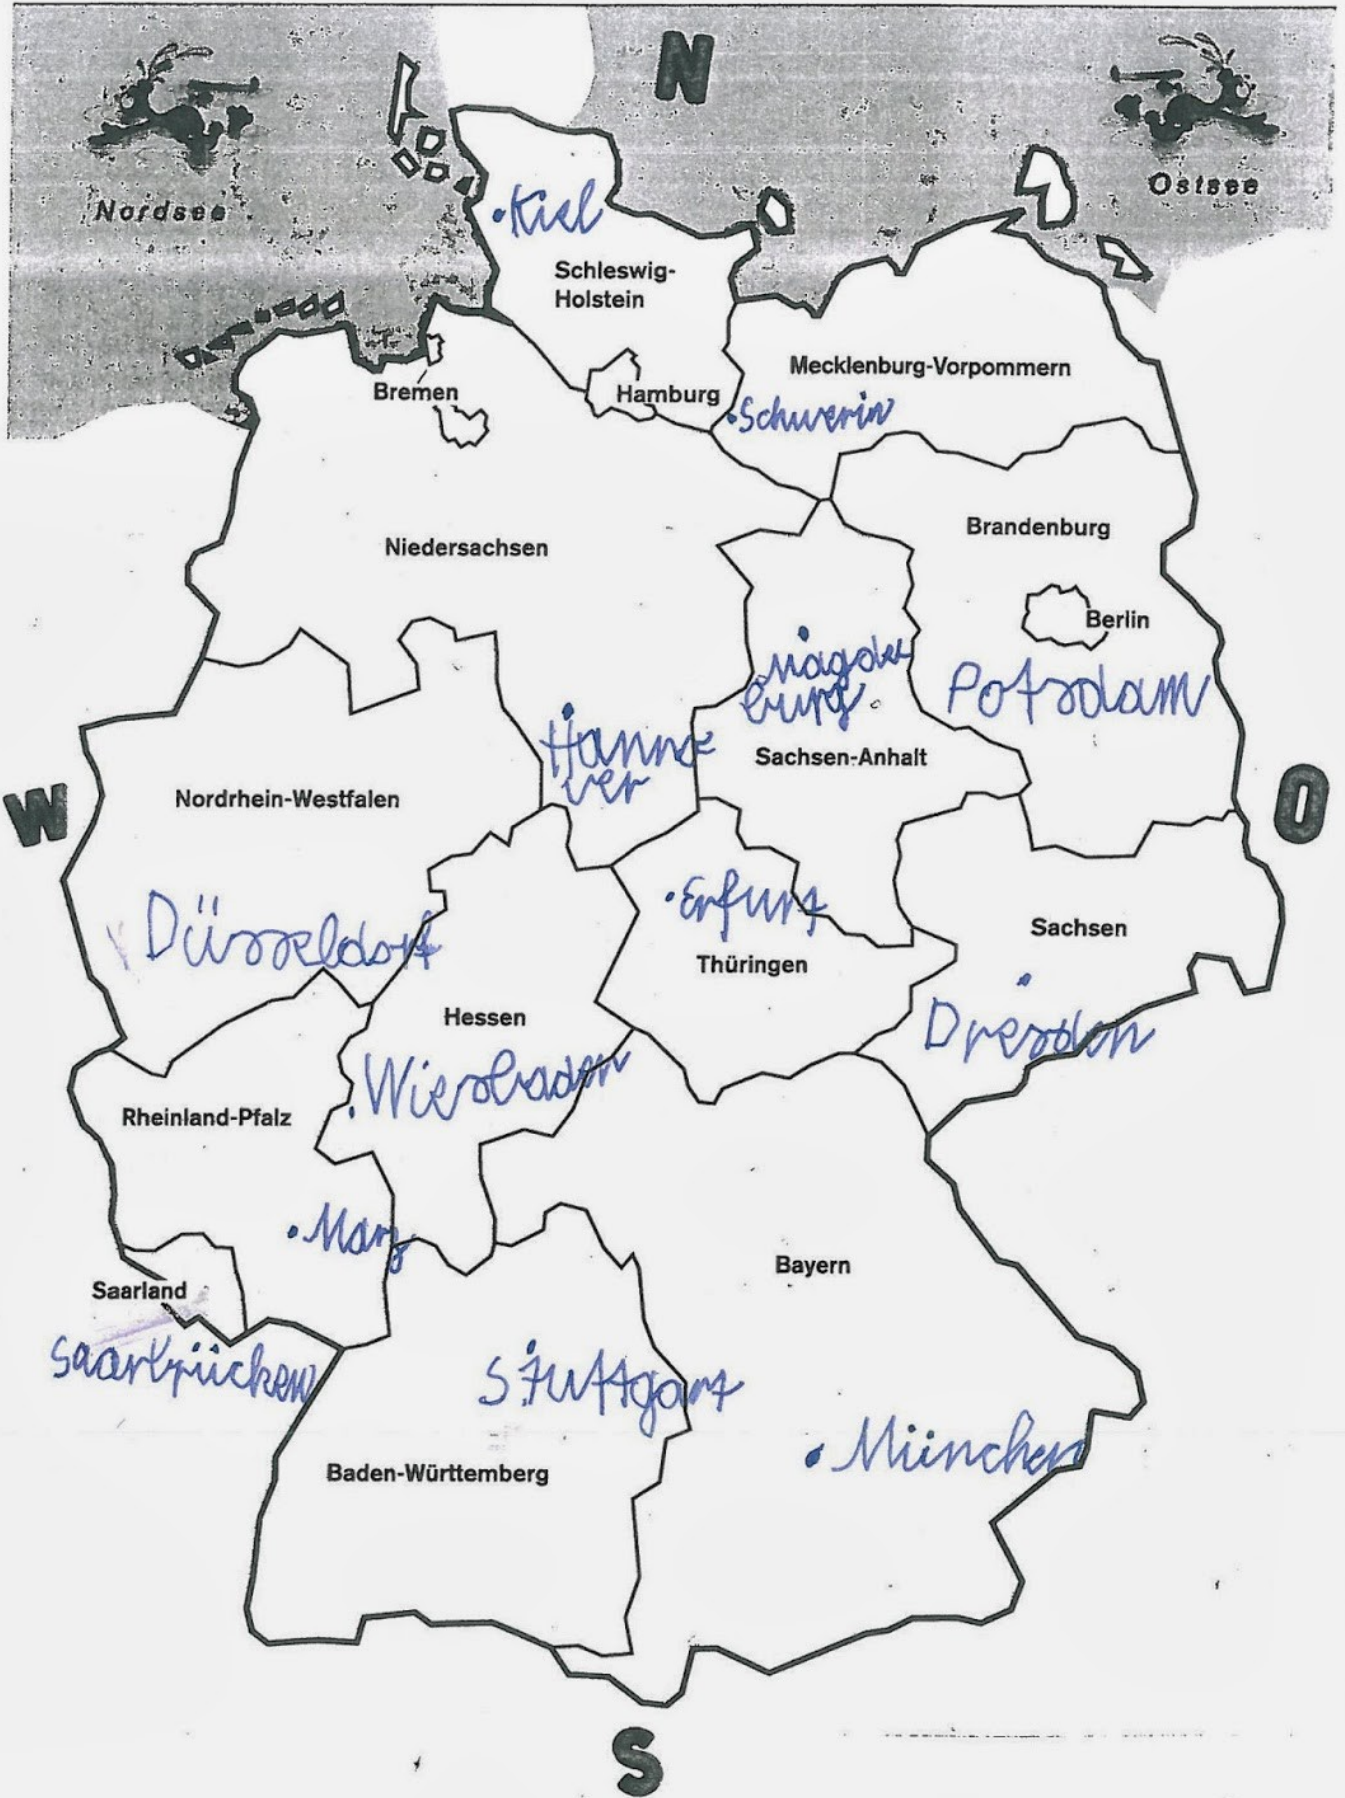 N
Nordsee
Ostsee
Kiel
Schleswig-
Holstein
Mecklenburg-Vorpommern
Bremen
Hamburg
Schwerin
Brandenburg
Niedersachsen
Berlin
Magde
burg
Potsdam
Hanno
ver
Sachsen-Anhalt
W
Nordrhein-Westfalen
O
Erfurt
Düsseldorf
Sachsen
Thüringen
Hessen
Dresden
Wiesbaden
Rheinland-Pfalz
Manz
Bayern
Saarland
Saarbrücken
Stuttgart
München
Baden-Württemberg
S